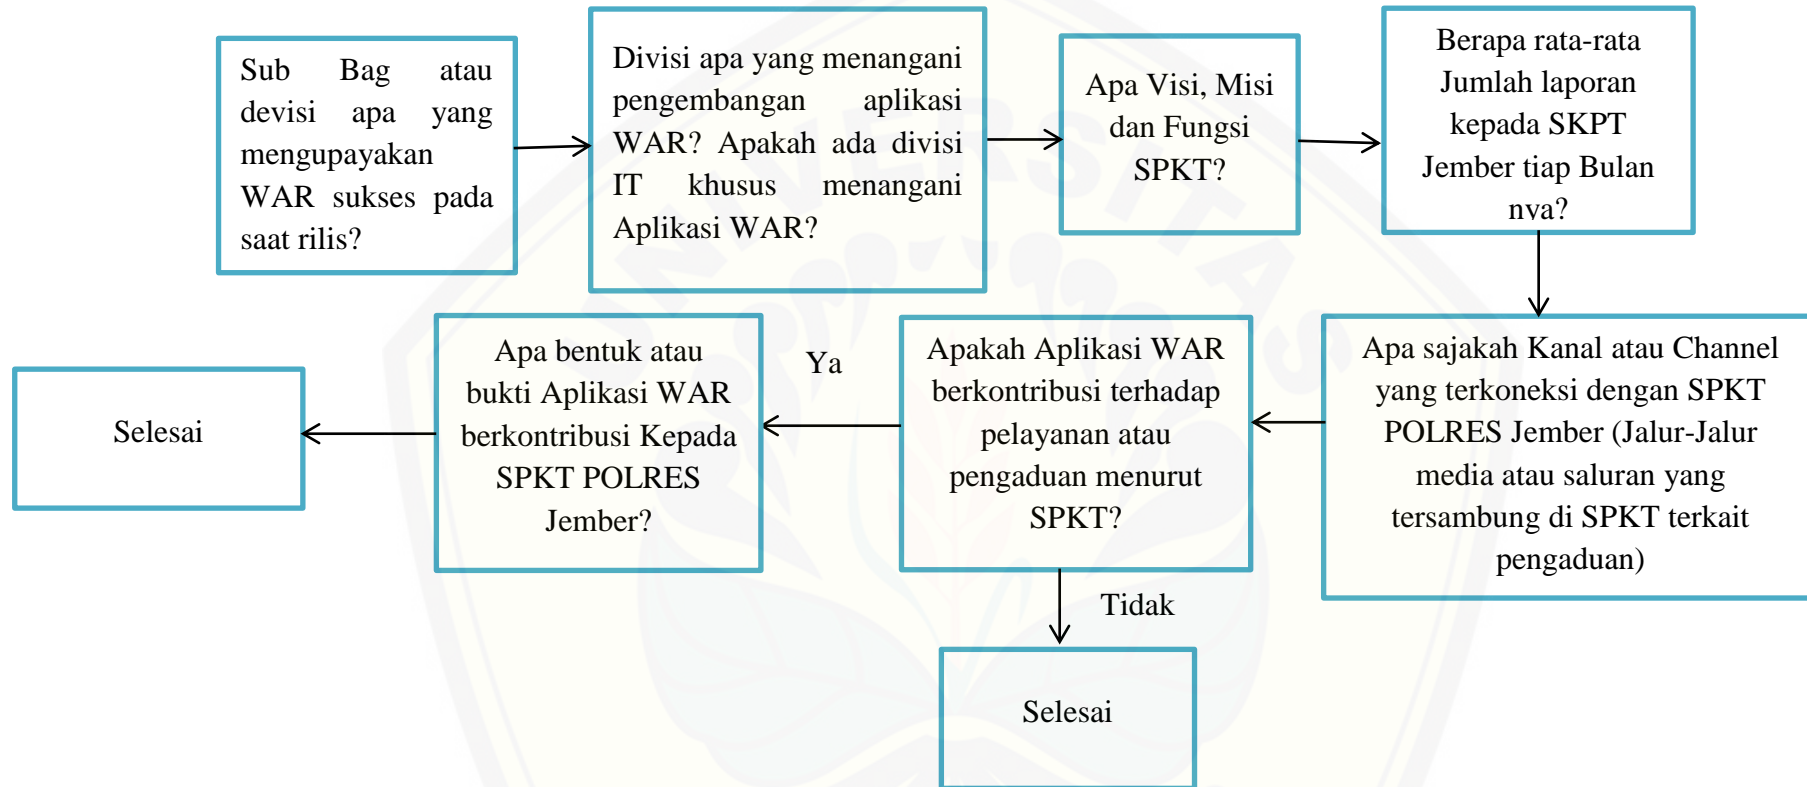 Sub Bag atau
devisi apa yang
mengupayakan
WAR sukses pada
saat rilis?
Divisi apa yang menangani
pengembangan aplikasi
WAR? Apakah ada divisi
IT khusus menangani
Aplikasi WAR?
Apa Visi, Misi
dan Fungsi
SPKT?
Berapa rata-rata
Jumlah laporan
kepada SKPT
Jember tiap Bulan
nya?
Apa sajakah Kanal atau Channel
yang terkoneksi dengan SPKT
POLRES Jember (Jalur-Jalur
media atau saluran yang
tersambung di SPKT terkait
pengaduan)
Apakah Aplikasi WAR
berkontribusi terhadap
pelayanan atau
pengaduan menurut
SPKT?
Ya
Apa bentuk atau
bukti Aplikasi WAR
berkontribusi Kepada
SPKT POLRES
Jember?
Selesai
Tidak
Selesai
UNIVERSITAS